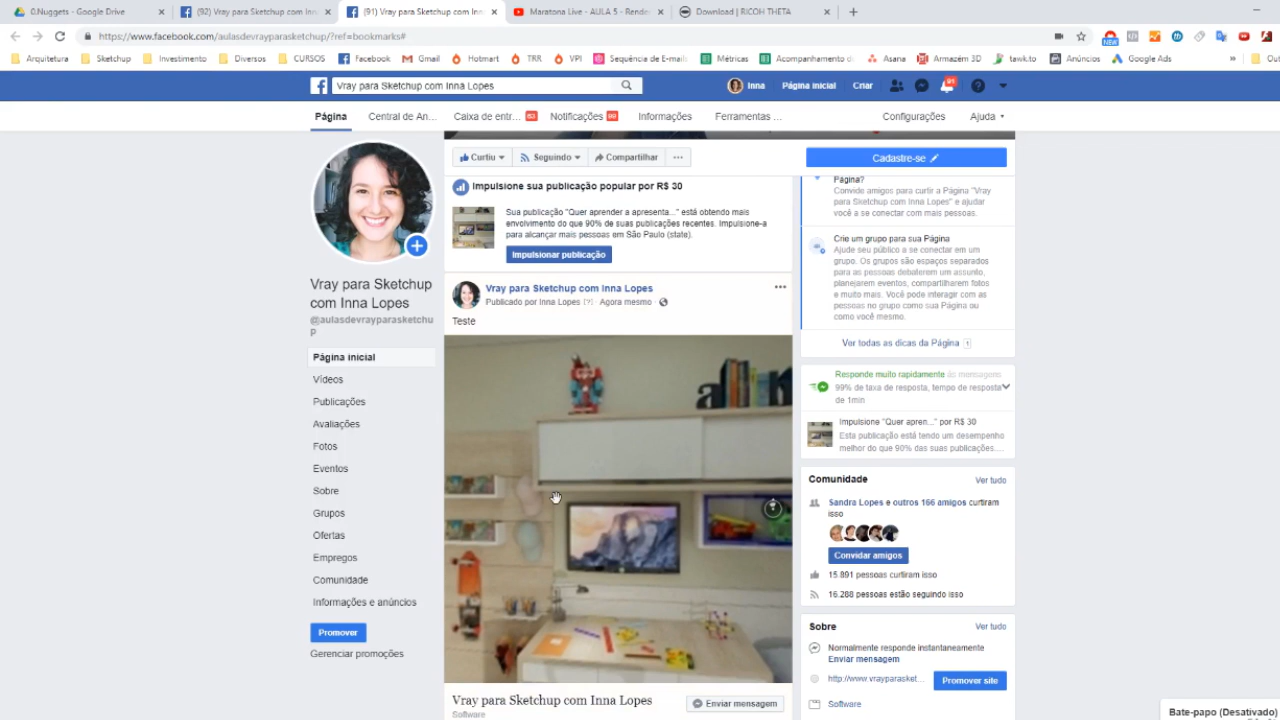 0.Nuggets - Google Drive
(92) Vray para Sketchup com Inn
(91) Vray para Sketchup com Inn
Maratona Live - AULA 5 - Render
Download | RICOH THETA
https://www.facebook.com/aulasdevrayparasketchup/?ref=bookmarks#
Arquitetura
Sketchup
Investimento
Diversos
CURSOS
Facebook
Gmail
Hotmart
TRR
VPI
Sequência de E-mail
Métricas
Acompanhamento d
Asana
Armazém 3D
tawk.to
Anúncios
Google Ads
»
Out
NEW
Vray para Sketchup com Inna Lopes
Inna
Página inicial
Criar
91
Página
Central de An...
Caixa de entr...
63
Notificações
99
Informações
Ferramentas ...
Configurações
Ajuda
Curtiu
Seguindo
Compartilhar
...
Cadastre-se
Vray para Sketchup
com Inna Lopes
@aulasdevrayparasketchu
p
Página inicial
Vídeos
Publicações
Avaliações
Fotos
Eventos
Sobre
Grupos
Ofertas
Empregos
Comunidade
Informações e anúncios
Promover
Gerenciar promoções
Impulsione sua publicação popular por R$ 30
Sua publicação "Quer aprender a apresenta..." está obtendo mais
envolvimento do que 90% de suas publicações recentes. Impulsione-a
para alcançar mais pessoas em São Paulo (state).
Impulsionar publicação
Vray para Sketchup com Inna Lopes
Publicado por Inna Lopes [?] · Agora mesmo ·
Teste
Vray para Sketchup com Inna Lopes
Software
Enviar mensagem
Página?
Convide amigos para curtir a Página "Vray
para Sketchup com Inna Lopes" e ajudar
você a se conectar com mais pessoas.
Crie um grupo para sua Página
Ajude seu público a se conectar em um
grupo. Os grupos são espaços separados
para as pessoas debaterem um assunto,
planejarem eventos, compartilharem fotos
e muito mais. Você pode interagir com as
pessoas no grupo como sua Página ou
como você mesmo.
Ver todas as dicas da Página 1
Responde muito rapidamente às mensagens
99% de taxa de resposta, tempo de resposta
de 1min
Impulsione "Quer apren..." por R$ 30
Esta publicação está tendo um desempenho
melhor do que 90% das suas publicações....
Comunidade
Ver tudo
Sandra Lopes e outros 166 amigos curtiram
isso
Convidar amigos
15.891 pessoas curtiram isso
16.288 pessoas estão seguindo isso
Sobre
Ver tudo
Normalmente responde instantaneamente
Enviar mensagem
http://www.vrayparasket...
Promover site
Software
Bate-papo (Desativado)